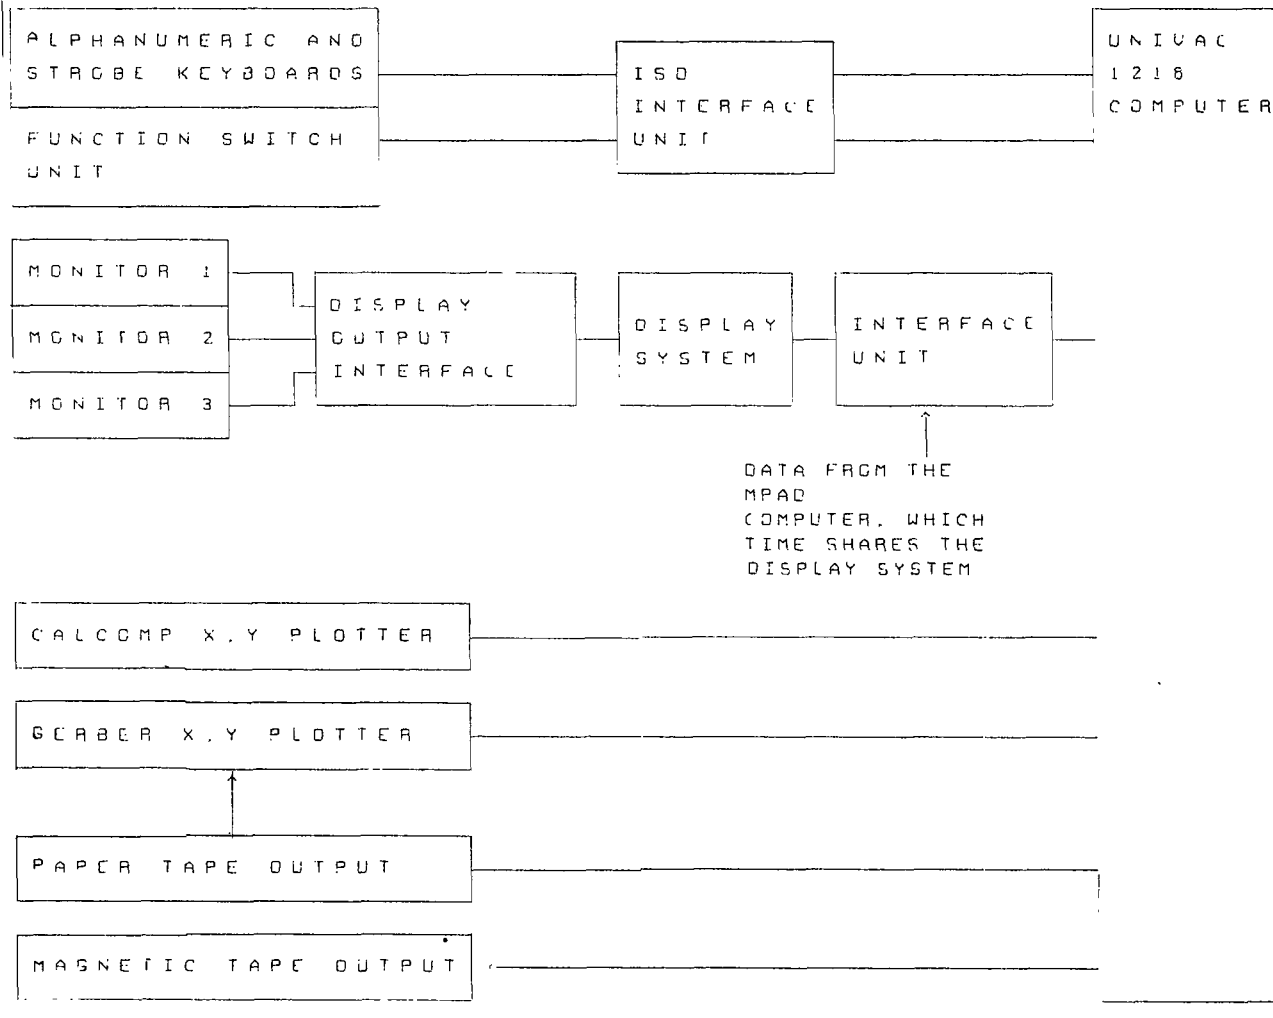 ALPHANUMERIC AND
STROBE KEYBOARDS
FUNCTION SWITCH
UNIT
ISD
INTERFACE
UNIT
UNIVAC
1218
COMPUTER
MONITOR 1
MONITOR 2
MONITOR 3
DISPLAY
OUTPUT
INTERFACE
DISPLAY
SYSTEM
INTERFACE
UNIT
DATA FROM THE
MPAD
COMPUTER, WHICH
TIME SHARES THE
DISPLAY SYSTEM
CALCOMP X,Y PLOTTER
GERBER X,Y PLOTTER
PAPER TAPE OUTPUT
MAGNETIC TAPE OUTPUT